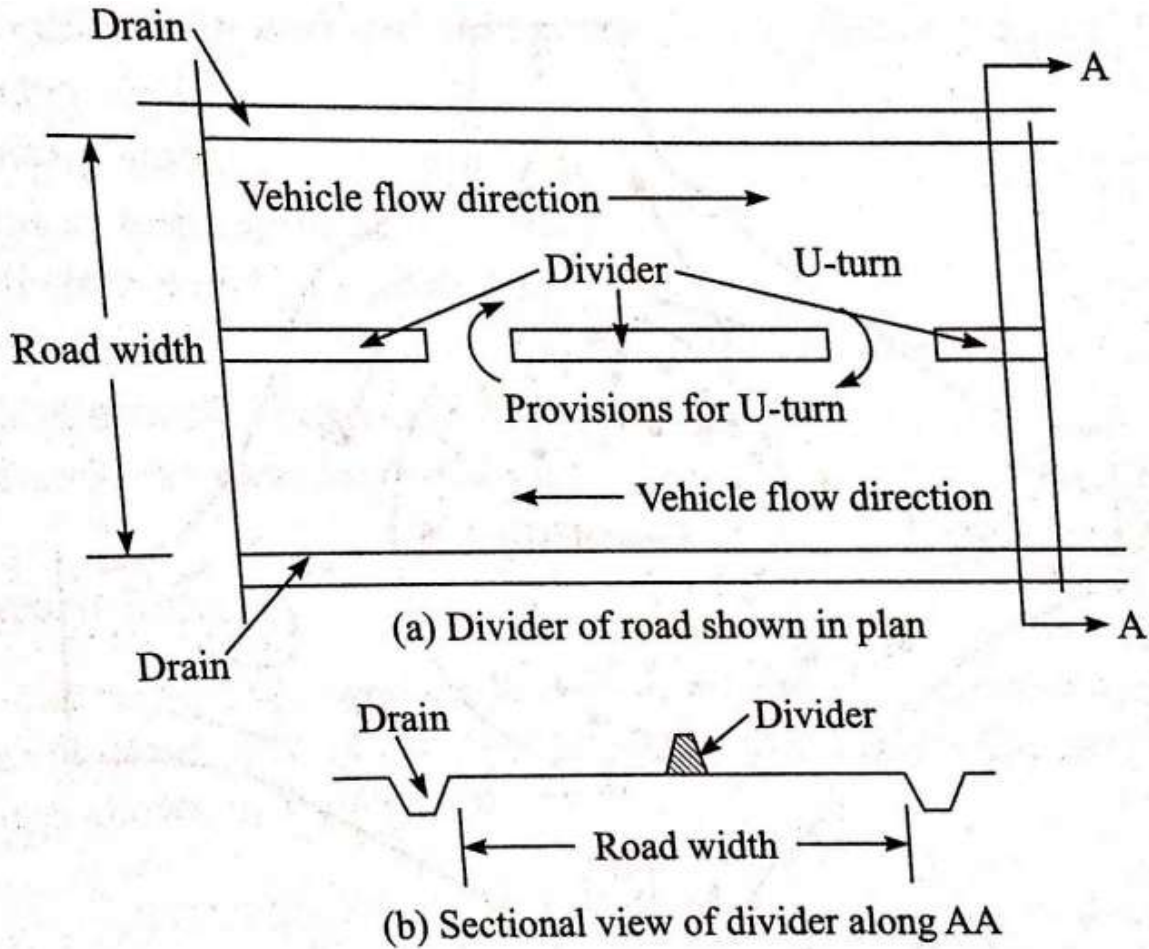 Drain
A
Vehicle flow direction
Divider
U-turn
Road width
Provisions for U-turn
Vehicle flow direction
(a) Divider of road shown in plan
A
Drain
Drain
Divider
Road width
(b) Sectional view of divider along AA